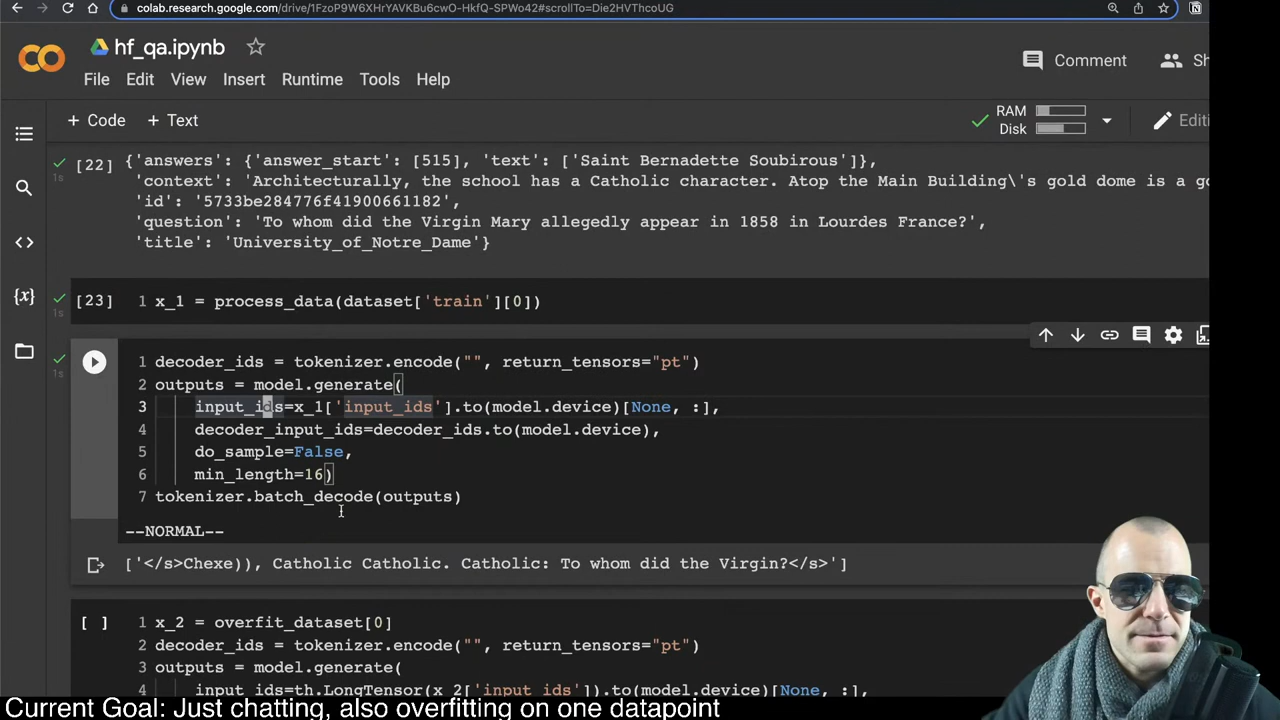 colab.research.google.com/drive/1FzoP9W6XHrYAVKBu6cwO-HkfQ-SPWo42#scrollTo=Die2HVThcoUG
hf_qa.ipynb
Comment
Sh
File Edit View Insert Runtime Tools Help
+ Code + Text
RAM
Disk
Editi
[22] {'answers': {'answer_start': [515], 'text': ['Saint Bernadette Soubirous']},
1s 'context': 'Architecturally, the school has a Catholic character. Atop the Main Building\'s gold dome is a go
'id': '5733be284776f41900661182',
'question': 'To whom did the Virgin Mary allegedly appear in 1858 in Lourdes France?',
'title': 'University_of_Notre_Dame'}
[23] 1 x_1 = process_data(dataset['train'][0])
1s
1 decoder_ids = tokenizer.encode("", return_tensors="pt")
1s
2 outputs = model.generate(
3 input_ids=x_1['input_ids'].to(model.device)[None, :],
4 decoder_input_ids=decoder_ids.to(model.device),
5 do_sample=False,
6 min_length=16)
7 tokenizer.batch_decode(outputs)
--NORMAL--
['</s>Chexe)), Catholic Catholic. Catholic: To whom did the Virgin?</s>']
[ ] 1 x_2 = overfit_dataset[0]
2 decoder_ids = tokenizer.encode("", return_tensors="pt")
3 outputs = model.generate(
4 input_ids=th.LongTensor(x_2['input_ids']).to(model.device)[None, :],
Current Goal: Just chatting, also overfitting on one datapoint